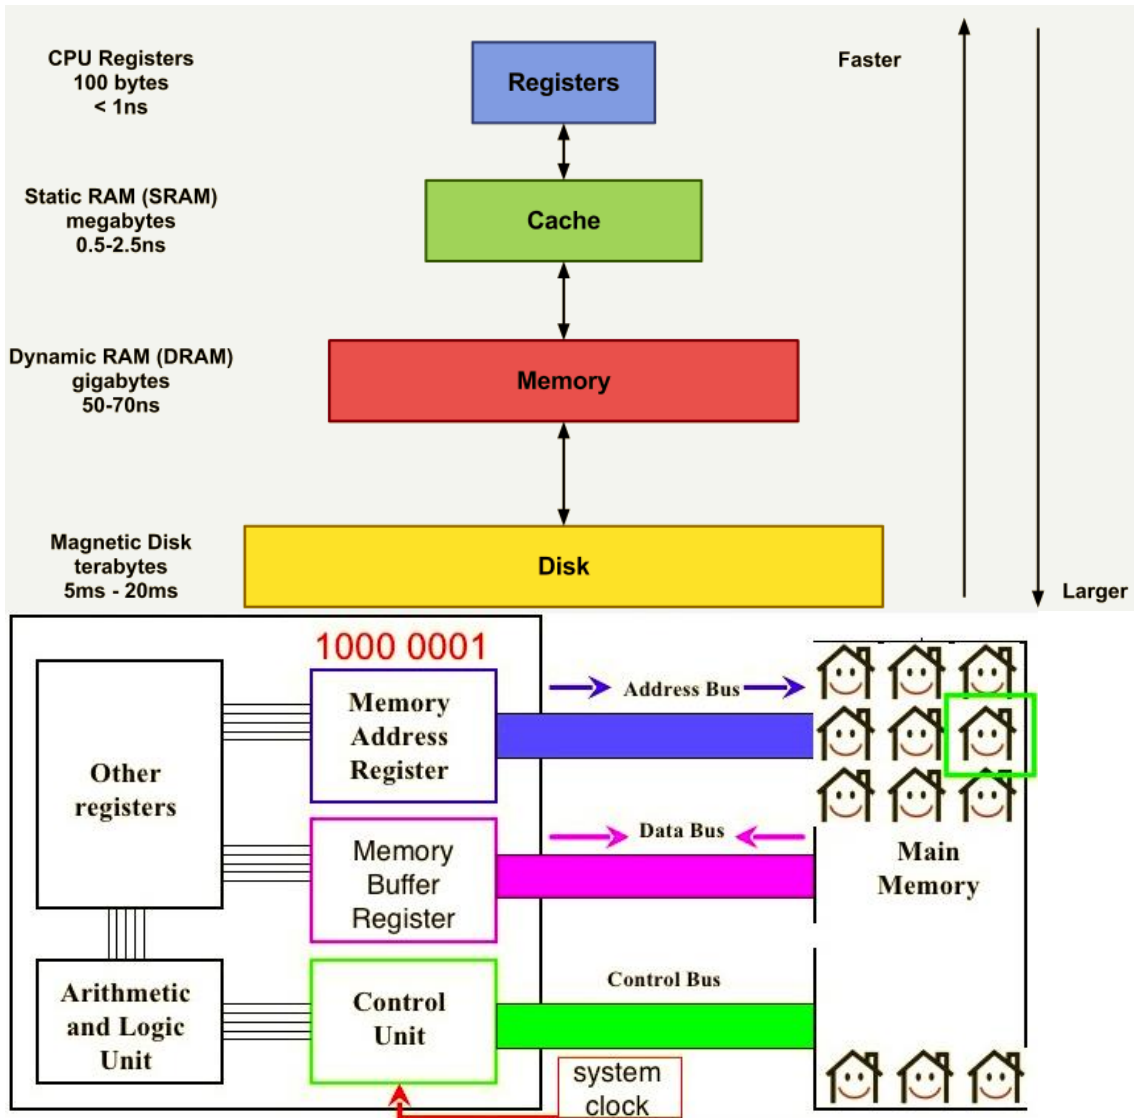 CPU Registers
100 bytes
< 1ns
Registers
Faster
Static RAM (SRAM)
megabytes
0.5-2.5ns
Cache
Dynamic RAM (DRAM)
gigabytes
50-70ns
Memory
Magnetic Disk
terabytes
5ms - 20ms
Disk
Larger
1000 0001
Memory
Address
Register
Address Bus
Other
registers
Memory
Buffer
Register
Data Bus
Main
Memory
Arithmetic
and Logic
Unit
Control
Unit
Control Bus
system
clock